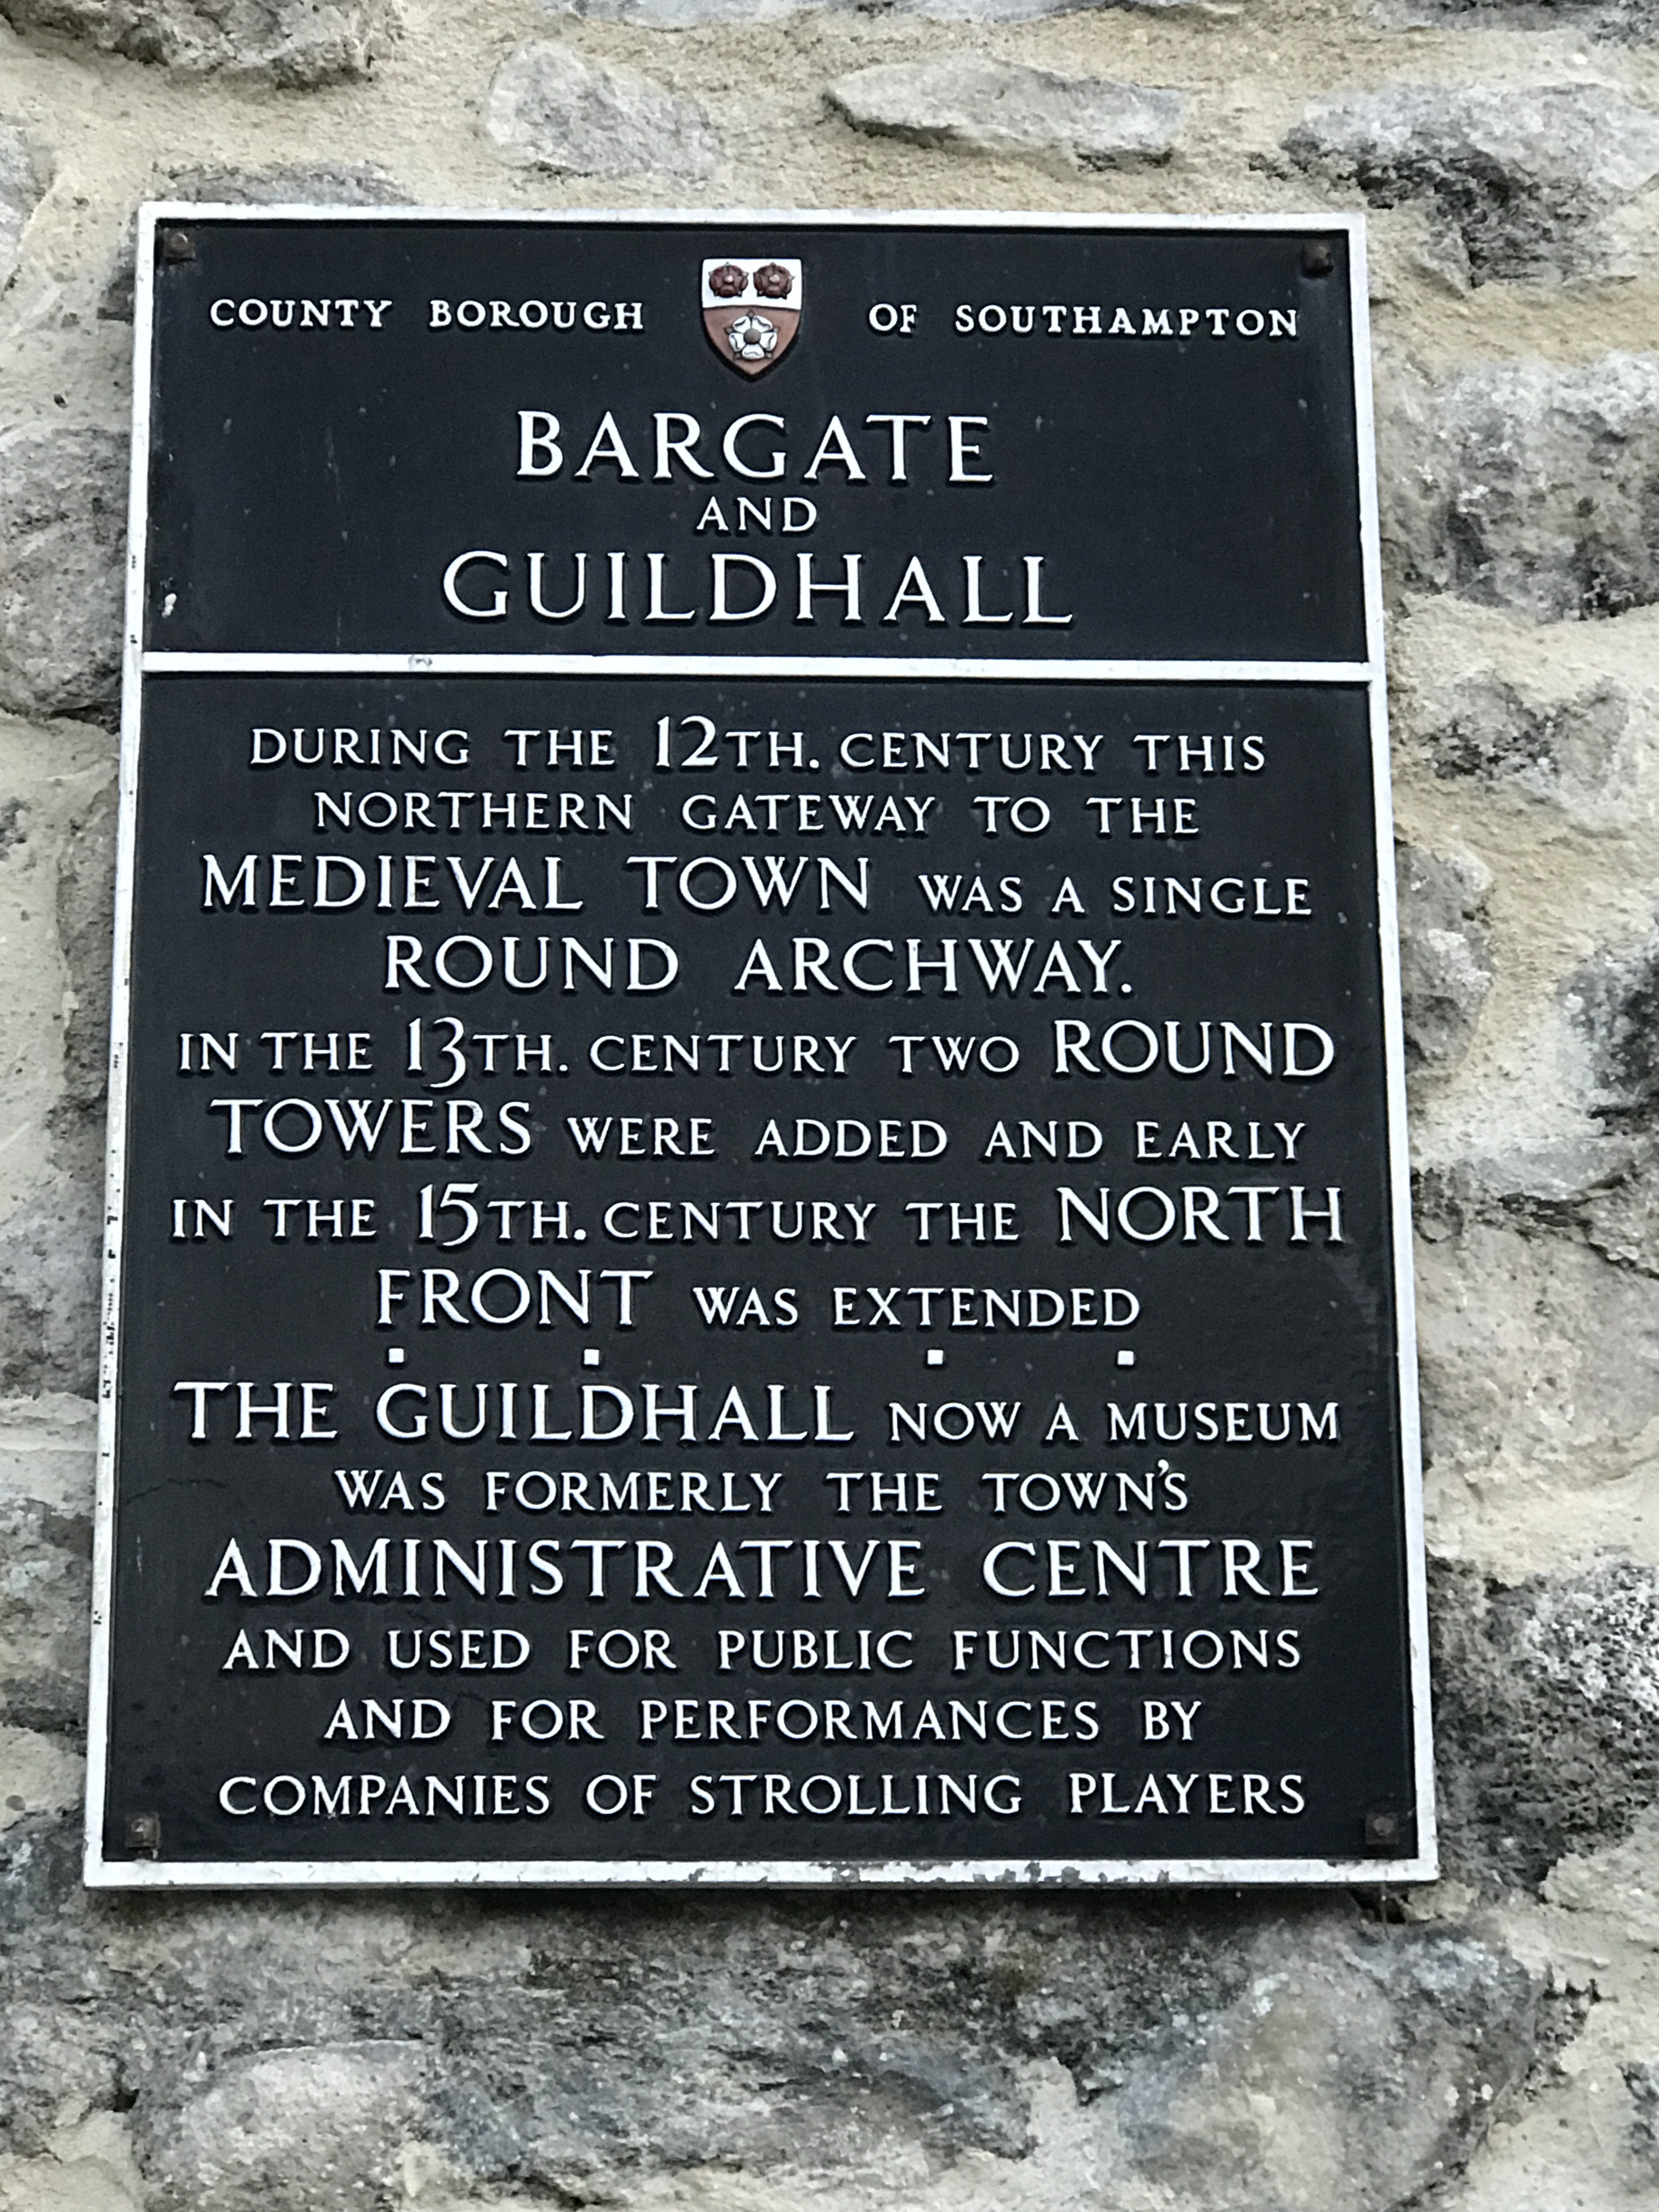 COUNTY BOROUGH OF SOUTHAMPTON
BARGATE
AND
GUILDHALL
DURING THE 12TH. CENTURY THIS
NORTHERN GATEWAY TO THE
MEDIEVAL TOWN WAS A SINGLE
ROUND ARCHWAY.
IN THE 13TH. CENTURY TWO ROUND
TOWERS WERE ADDED AND EARLY
IN THE 15TH. CENTURY THE NORTH
FRONT WAS EXTENDED
THE GUILDHALL NOW A MUSEUM
WAS FORMERLY THE TOWN'S
ADMINISTRATIVE CENTRE
AND USED FOR PUBLIC FUNCTIONS
AND FOR PERFORMANCES BY
COMPANIES OF STROLLING PLAYERS